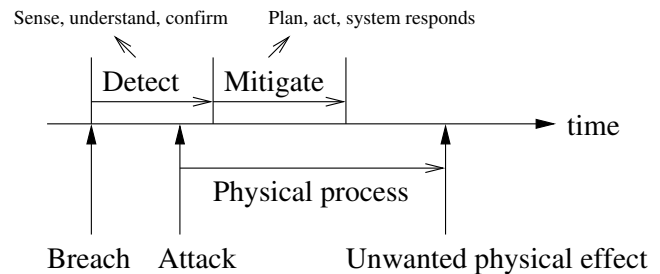 Sense, understand, confirm
Plan, act, system responds
Detect
Mitigate
time
Physical process
Breach
Attack
Unwanted physical effect